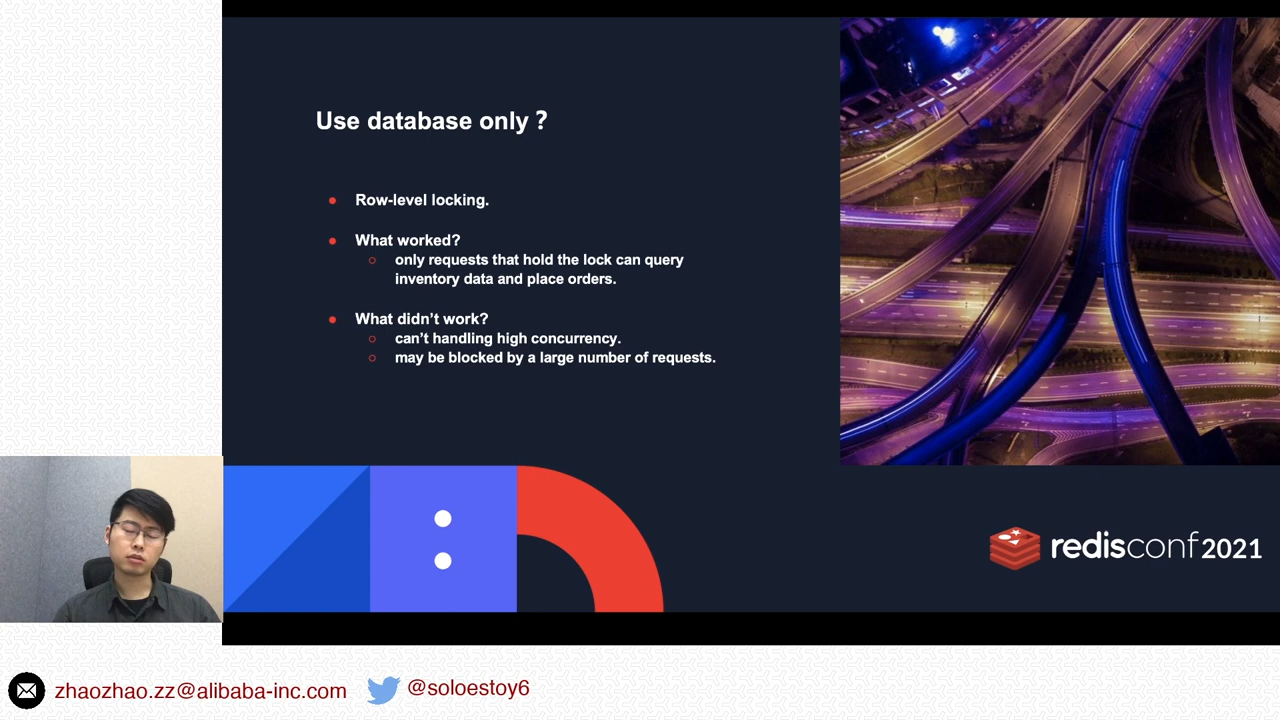 Use database only ?
Row-level locking.
What worked?
only requests that hold the lock can query
inventory data and place orders.
What didn’t work?
can’t handling high concurrency.
may be blocked by a large number of requests.
redisconf 2021
zhaozhao.zz@alibaba-inc.com
@soloestoy6